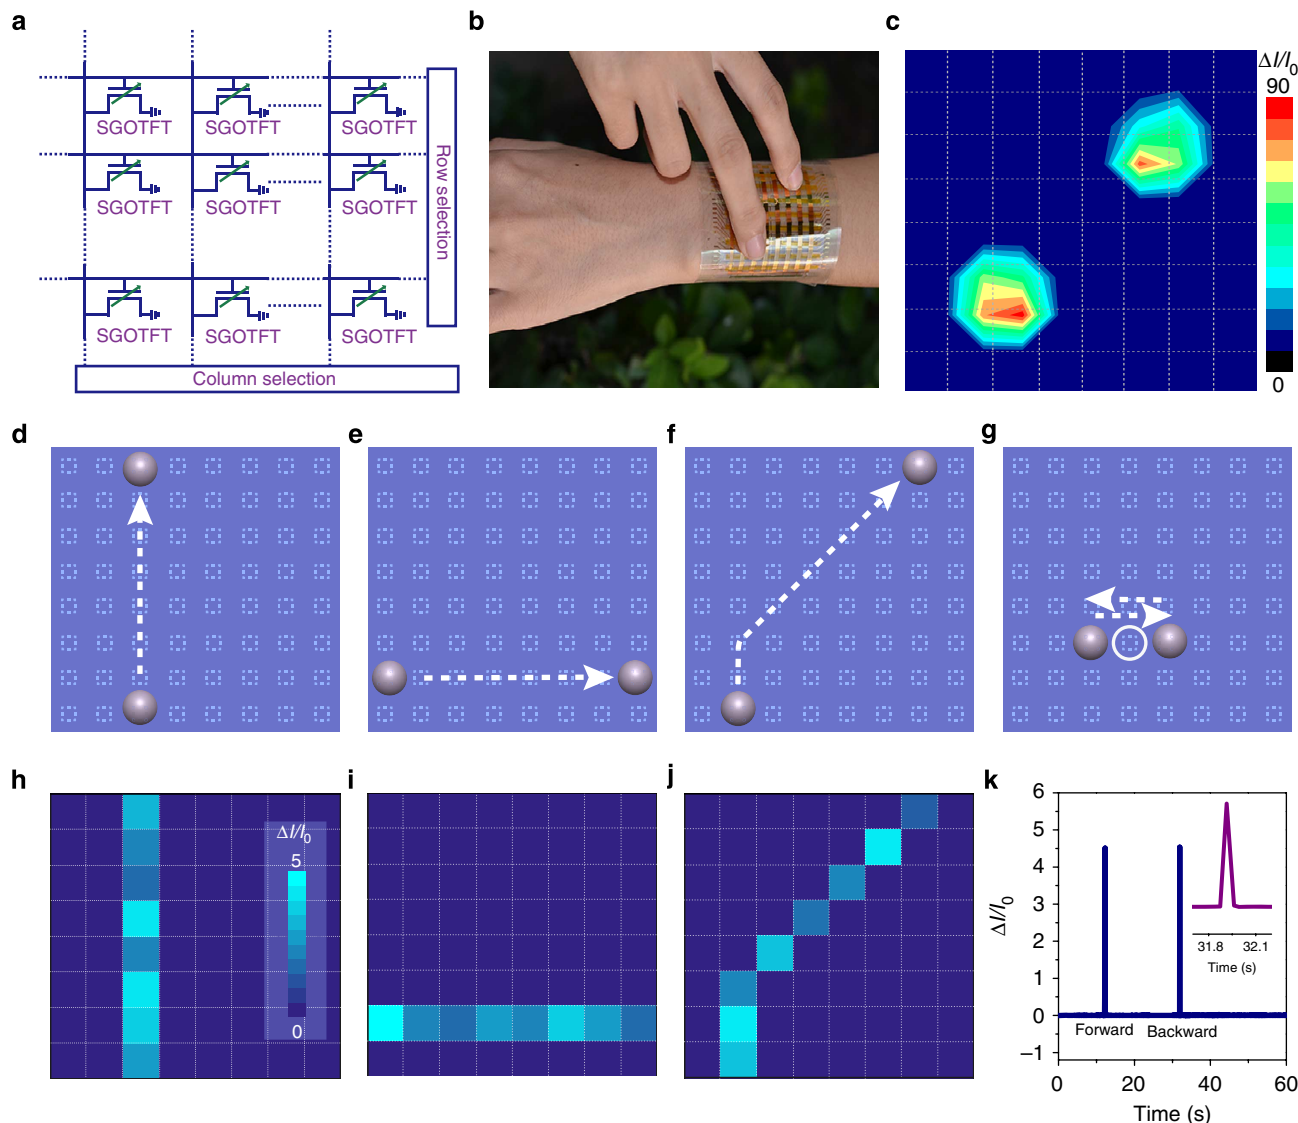 a
b
c
SGOTFT SGOTFT SGOTFT
SGOTFT SGOTFT SGOTFT
SGOTFT SGOTFT SGOTFT
Row selection
Column selection
ΔI/I0
90
0
d
e
f
g
h
i
j
k
ΔI/I0
5
0
6
5
4
3
2
1
0
−1
ΔI/I0
31.8 32.1
Time (s)
Forward Backward
0 20 40 60
Time (s)